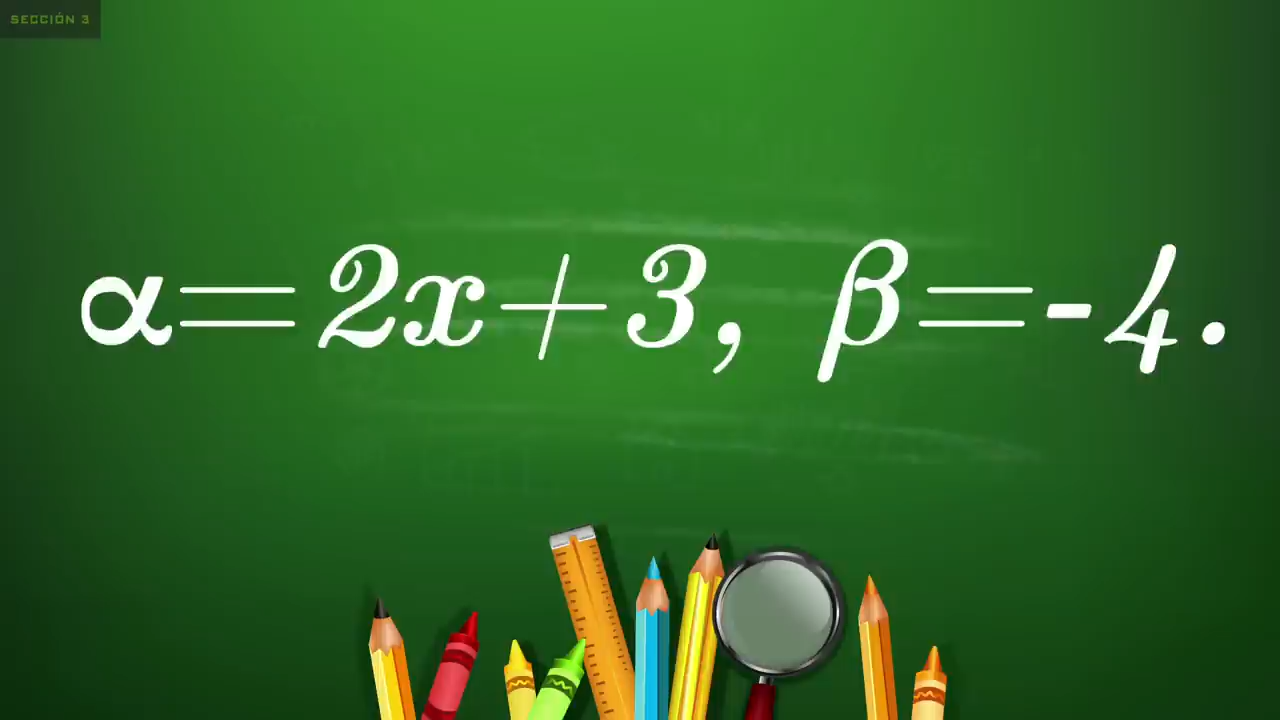 SECCIÓN 3
α=2x+3, β=-4.